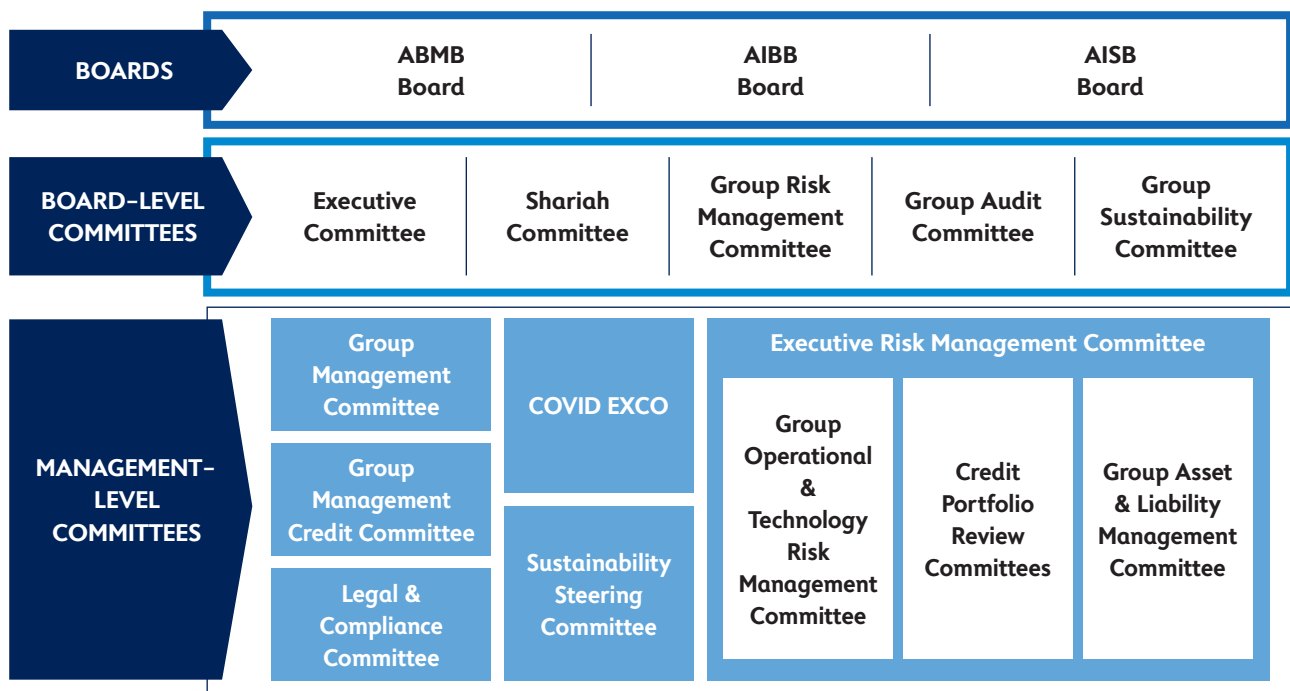 BOARDS
ABMB
Board
AIBB
Board
AISB
Board
BOARD-LEVEL
COMMITTEES
Executive
Committee
Shariah
Committee
Group Risk
Management
Committee
Group Audit
Committee
Group
Sustainability
Committee
MANAGEMENT-
LEVEL
COMMITTEES
Group
Management
Committee
Group
Management
Credit Committee
Legal &
Compliance
Committee
COVID EXCO
Sustainability
Steering
Committee
Executive Risk Management Committee
Group
Operational
&
Technology
Risk
Management
Committee
Credit
Portfolio
Review
Committees
Group Asset
& Liability
Management
Committee